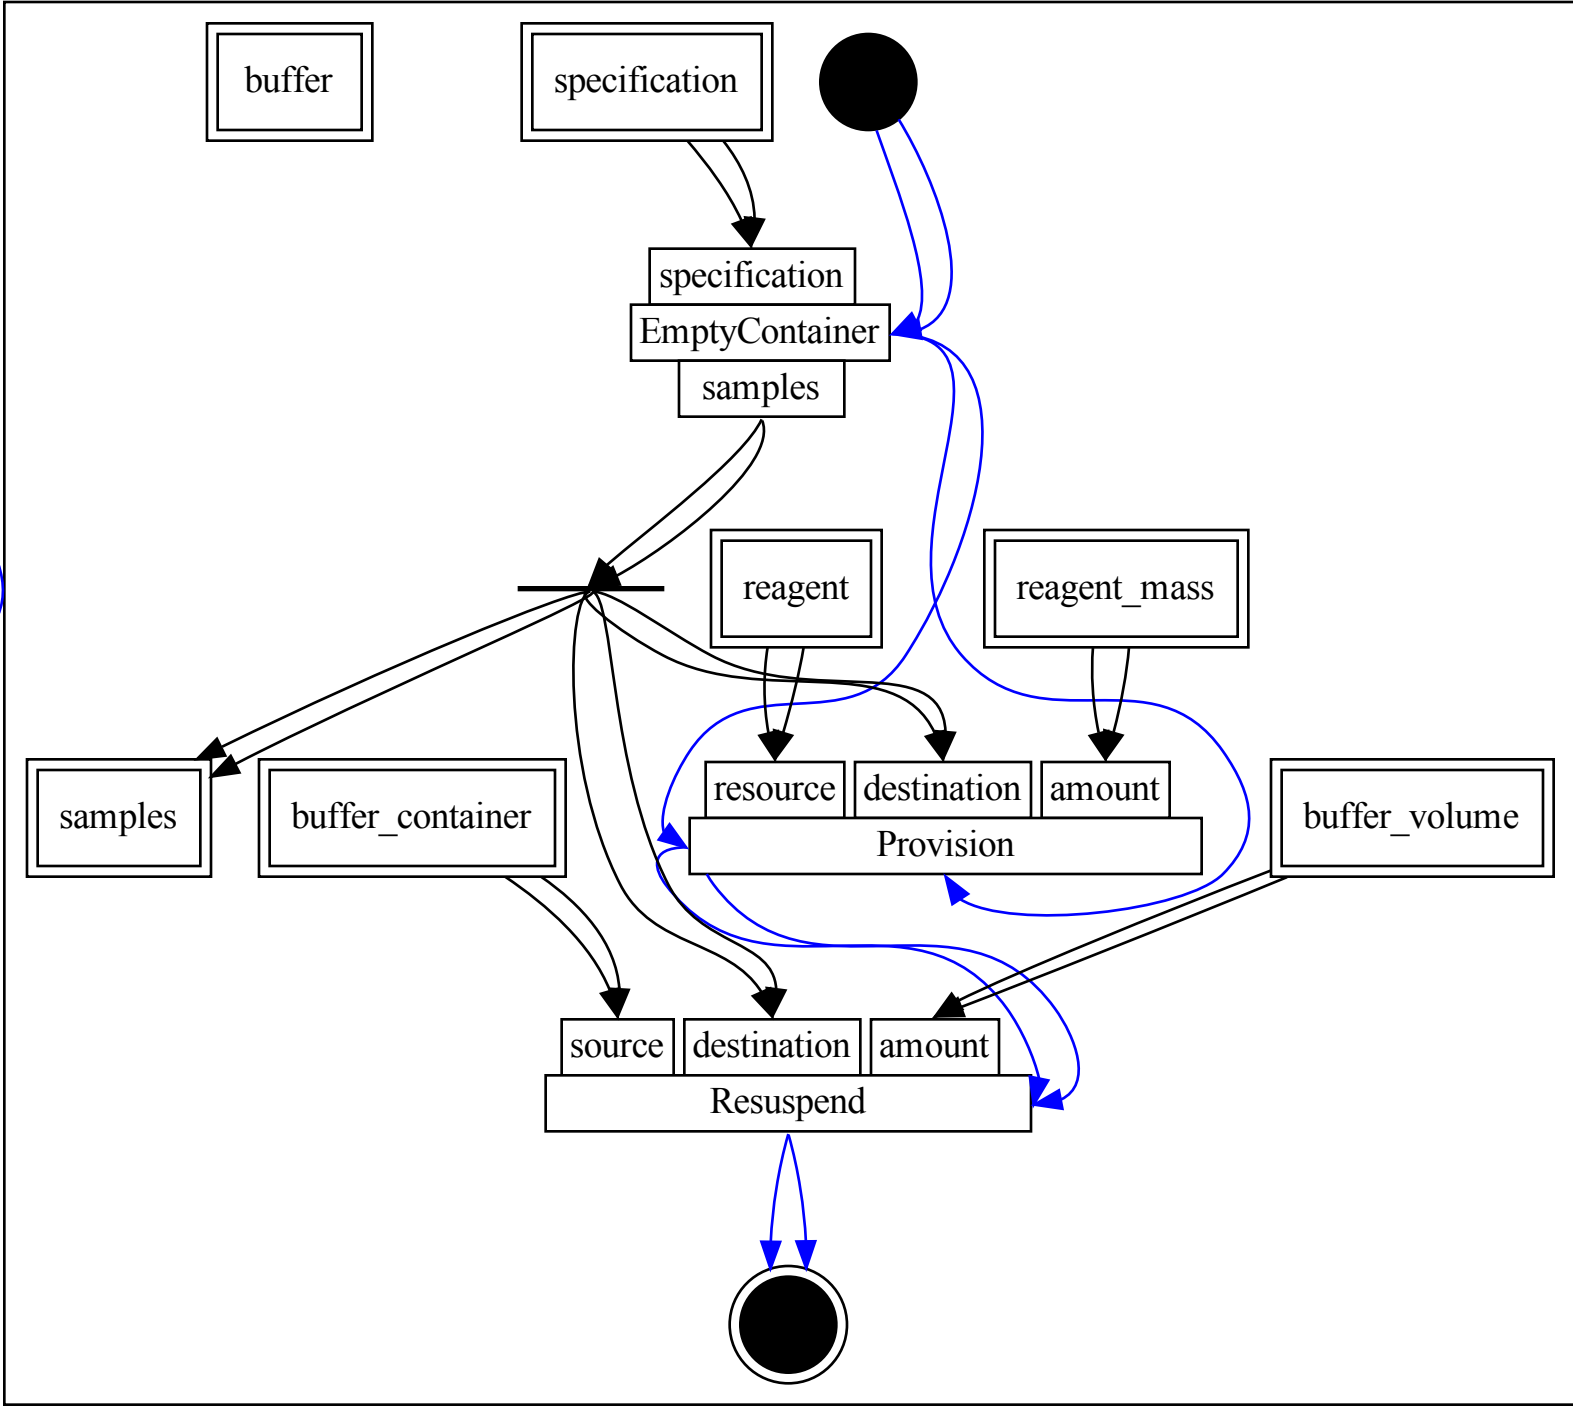 buffer
specification
specification
EmptyContainer
samples
reagent
reagent_mass
samples
buffer_container
resource
destination
amount
Provision
buffer_volume
source
destination
amount
Resuspend